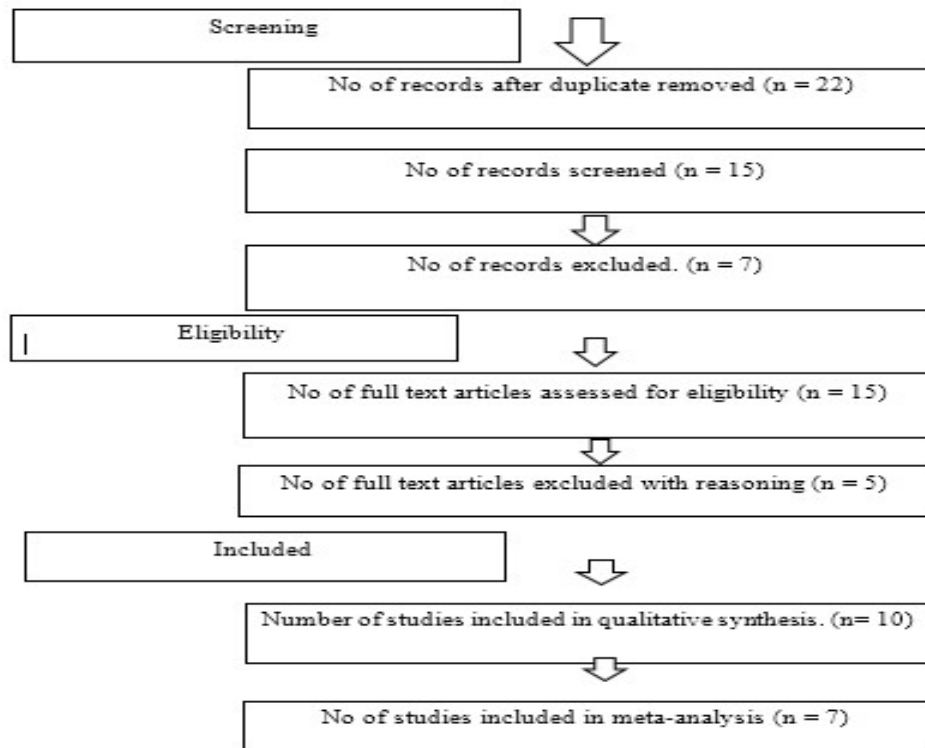 Screening
No of records after duplicate removed (n = 22)
No of records screened (n = 15)
No of records excluded. (n = 7)
Eligibility
No of full text articles assessed for eligibility (n = 15)
No of full text articles excluded with reasoning (n = 5)
Included
Number of studies included in qualitative synthesis. (n= 10)
No of studies included in meta-analysis (n = 7)